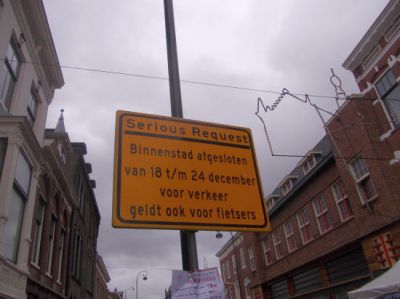 Serious Request
Binnenstad afgesloten
van 18 t/m 24 december
voor verkeer
geldt ook voor fietsers